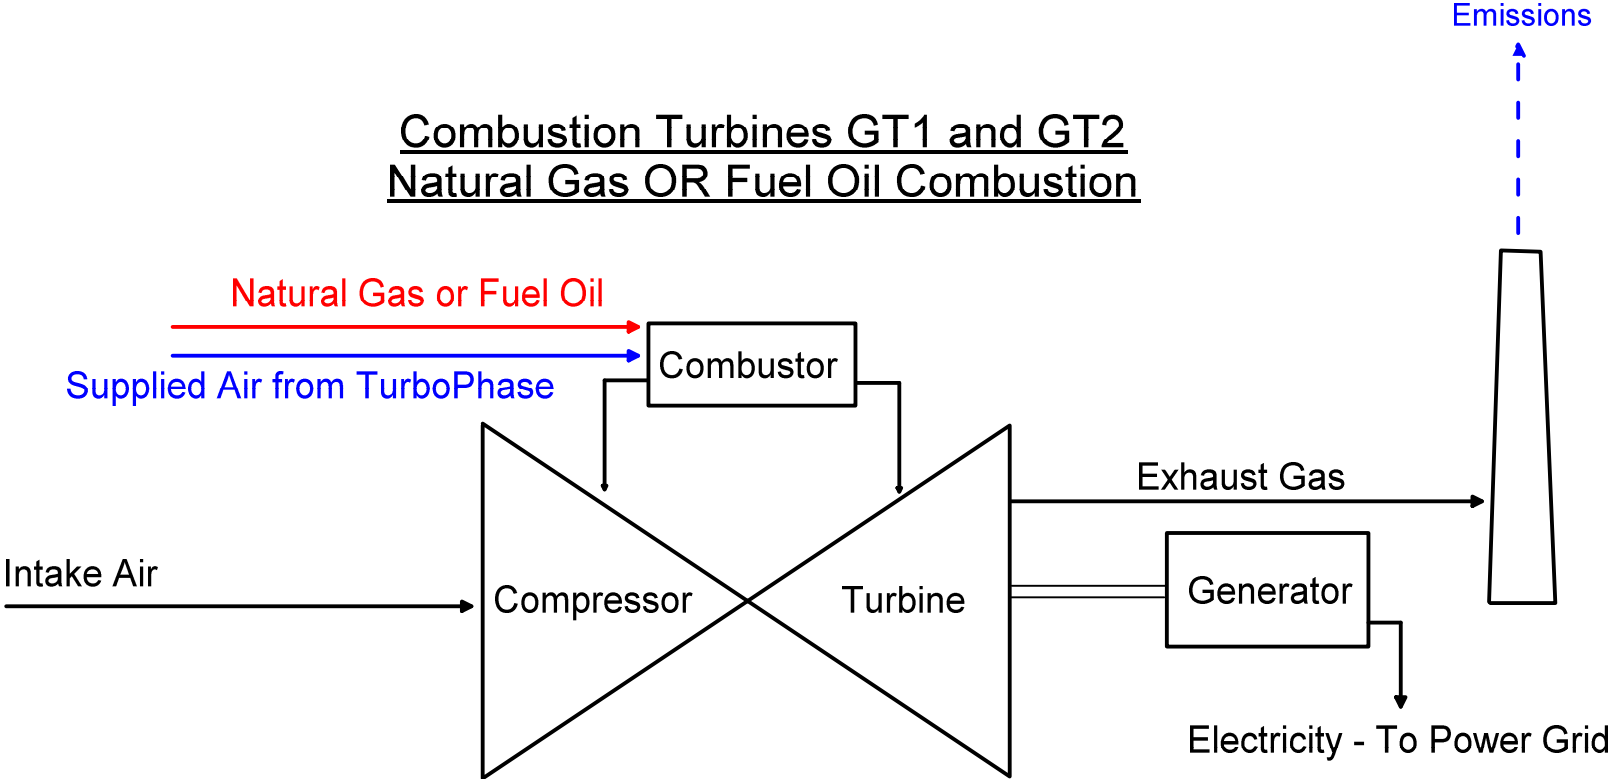 Emissions
Combustion Turbines GT1 and GT2
Natural Gas OR Fuel Oil Combustion
Natural Gas or Fuel Oil
Combustor
Supplied Air from TurboPhase
Exhaust Gas
Intake Air
Compressor
Turbine
Generator
Electricity - To Power Grid